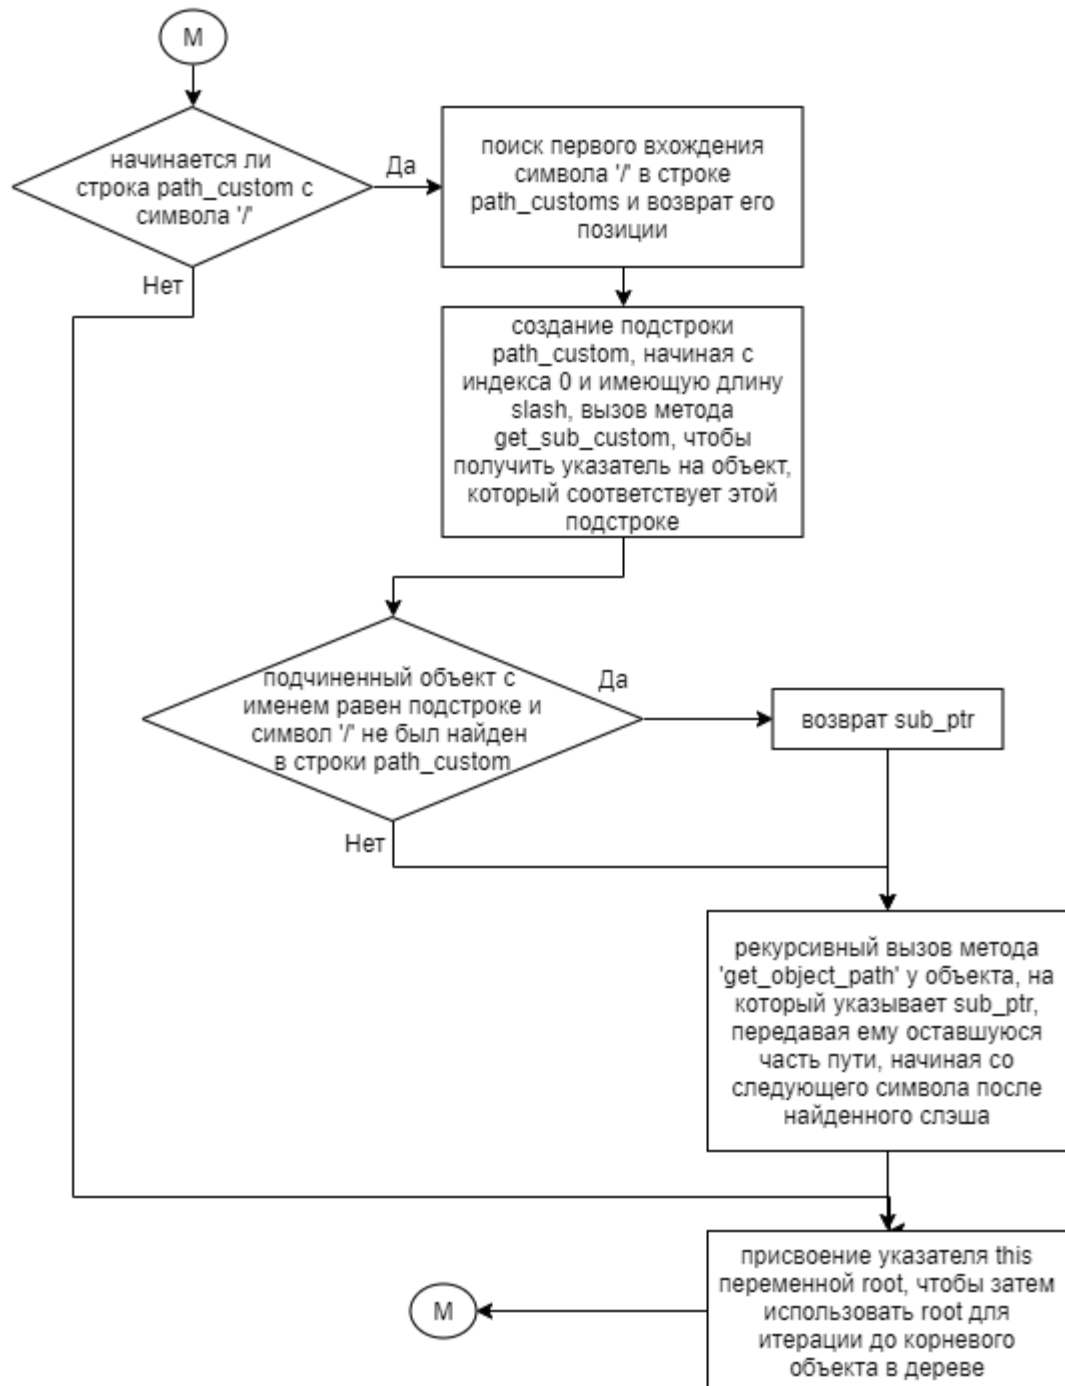 М
начинается ли
строка path_custom с
символа '/'
Да
поиск первого вхождения
символа '/' в строке
path_customs и возврат его
позиции
Нет
создание подстроки
path_custom, начиная с
индекса 0 и имеющую длину
slash, вызов метода
get_sub_custom, чтобы
получить указатель на объект,
который соответствует этой
подстроке
подчиненный объект с
именем равен подстроке и
символ '/' не был найден
в строки path_custom
Да
возврат sub_ptr
Нет
рекурсивный вызов метода
'get_object_path' у объекта, на
который указывает sub_ptr,
передавая ему оставшуюся
часть пути, начиная со
следующего символа после
найденного слэша
присвоение указателя this
переменной root, чтобы затем
использовать root для
итерации до корневого
объекта в дереве
М